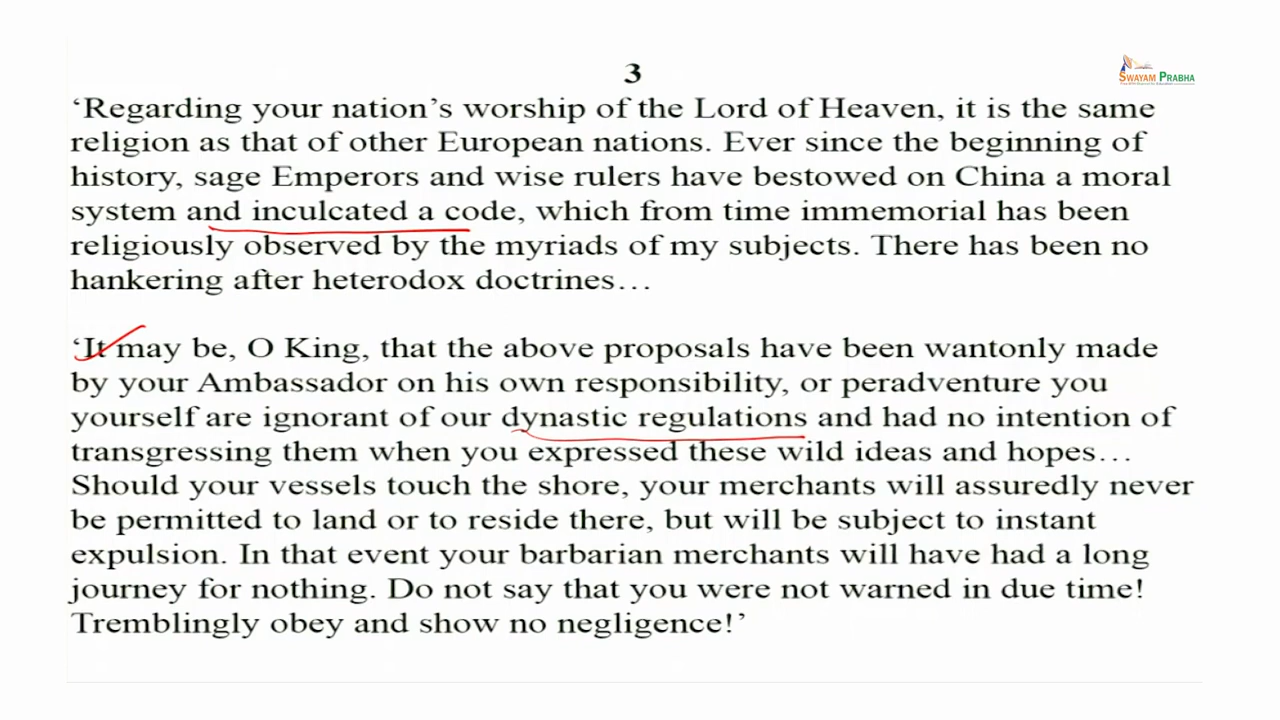 3
SWAYAM PRABHA
‘Regarding your nation’s worship of the Lord of Heaven, it is the same
religion as that of other European nations. Ever since the beginning of
history, sage Emperors and wise rulers have bestowed on China a moral
system and inculcated a code, which from time immemorial has been
religiously observed by the myriads of my subjects. There has been no
hankering after heterodox doctrines…
‘It may be, O King, that the above proposals have been wantonly made
by your Ambassador on his own responsibility, or peradventure you
yourself are ignorant of our dynastic regulations and had no intention of
transgressing them when you expressed these wild ideas and hopes…
Should your vessels touch the shore, your merchants will assuredly never
be permitted to land or to reside there, but will be subject to instant
expulsion. In that event your barbarian merchants will have had a long
journey for nothing. Do not say that you were not warned in due time!
Tremblingly obey and show no negligence!’